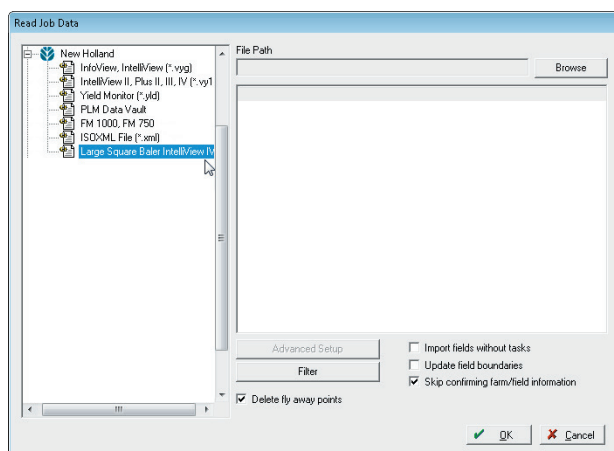 Read Job Data
New Holland
InfoView, IntelliView (*.vyg)
IntelliView II, Plus II, III, IV (*.vy1
Yield Monitor (*.yld)
PLM Data Vault
FM 1000, FM 750
ISOXML File (*.xml)
Large Square Baler IntelliView IV
File Path
Browse
Advanced Setup
Filter
Delete fly away points
Import fields without tasks
Update field boundaries
Skip confirming farm/field information
OK
Cancel